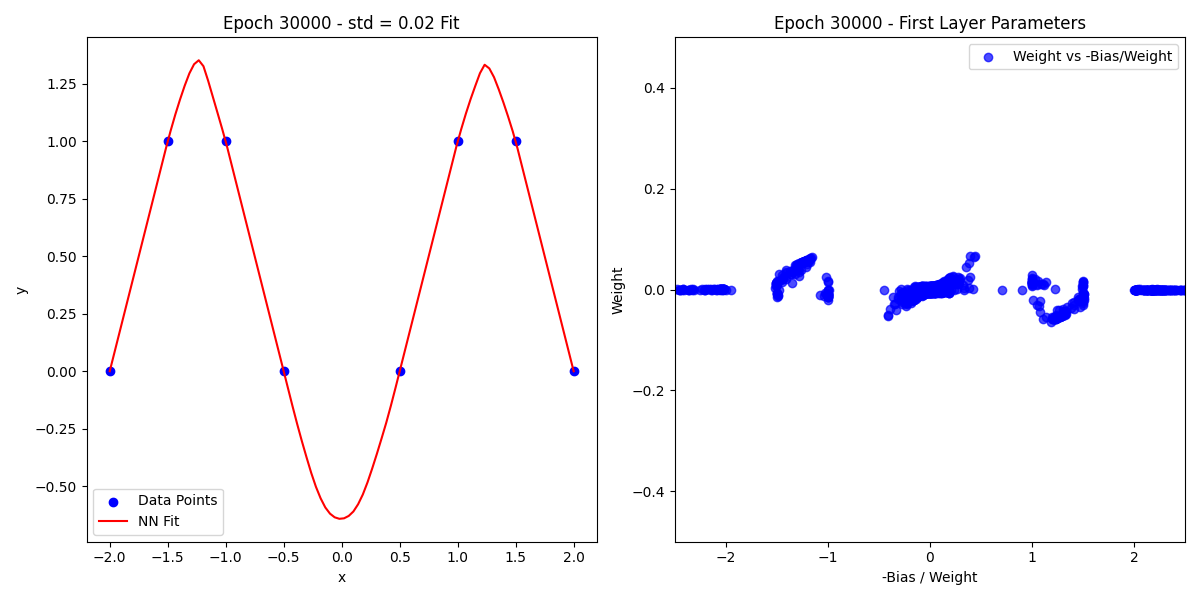 Epoch 30000 - std = 0.02 Fit
1.25
1.00
0.75
0.50
0.25
0.00
−0.25
−0.50
y
Data Points
NN Fit
−2.0 −1.5 −1.0 −0.5 0.0 0.5 1.0 1.5 2.0
x
Epoch 30000 - First Layer Parameters
Weight vs -Bias/Weight
0.4
0.2
0.0
−0.2
−0.4
Weight
−2 −1 0 1 2
-Bias / Weight